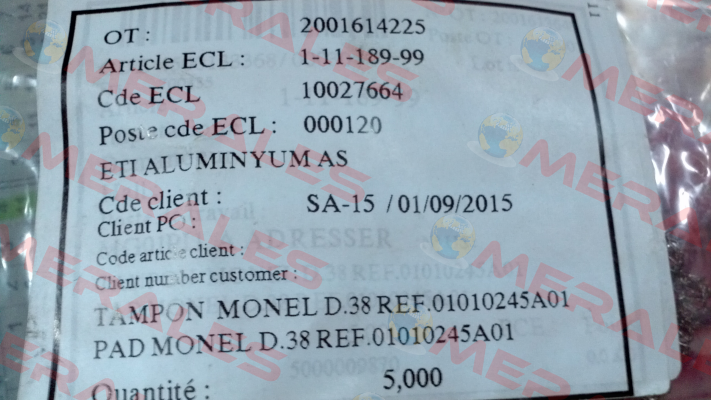 OT : 2001614225
Article ECL : 1-11-189-99
Cde ECL 10027664
Poste cde ECL : 000120
ETI ALUMINYUM AS
Cde client : SA-15 / 01/09/2015
Client PO :
Code article client :
Client number customer :
TAMPON MONEL D.38 REF.01010245A01
PAD MONEL D.38 REF.01010245A01
Quantité : 5,000
MERALES